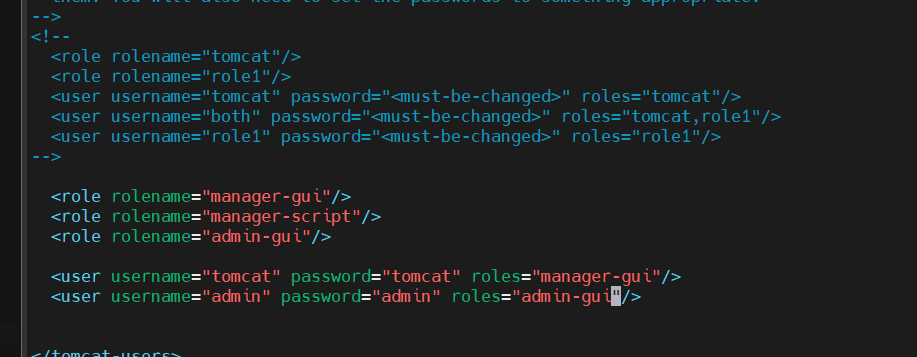 them. You will also need to set the passwords to something appropriate.
-->
<!--
  <role rolename="tomcat"/>
  <role rolename="role1"/>
  <user username="tomcat" password="<must-be-changed>" roles="tomcat"/>
  <user username="both" password="<must-be-changed>" roles="tomcat,role1"/>
  <user username="role1" password="<must-be-changed>" roles="role1"/>
-->
  <role rolename="manager-gui"/>
  <role rolename="manager-script"/>
  <role rolename="admin-gui"/>
  <user username="tomcat" password="tomcat" roles="manager-gui"/>
  <user username="admin" password="admin" roles="admin-gui"/>
</tomcat-users>